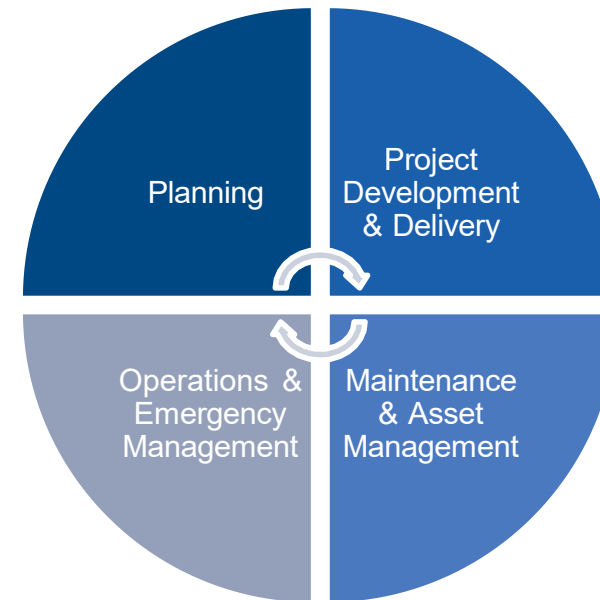 Planning
Project
Development
& Delivery
Operations &
Emergency
Management
Maintenance
& Asset
Management